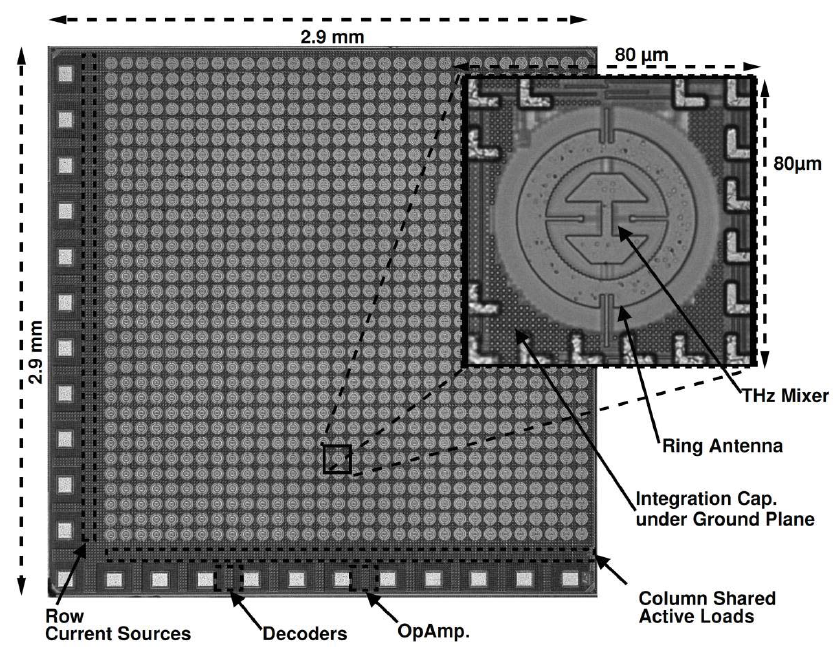 2.9 mm
80 µm
80µm
2.9 mm
THz Mixer
Ring Antenna
Integration Cap.
under Ground Plane
Column Shared
Active Loads
Row
Current Sources
Decoders
OpAmp.